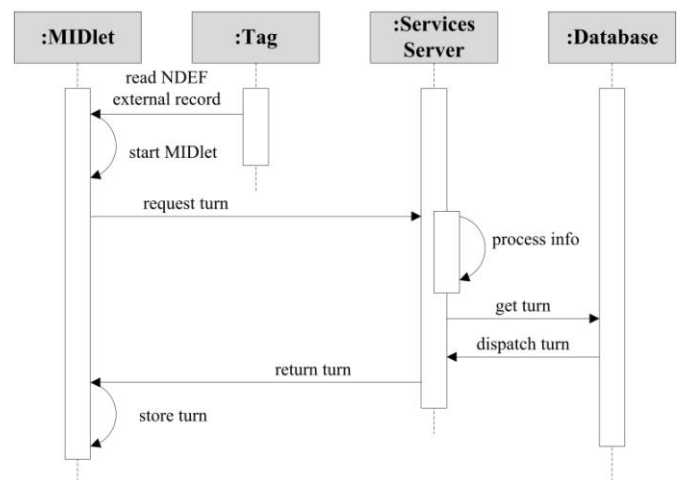 :MIDlet
:Tag
:Services
Server
:Database
read NDEF
external record
start MIDlet
request turn
process info
get turn
dispatch turn
return turn
store turn